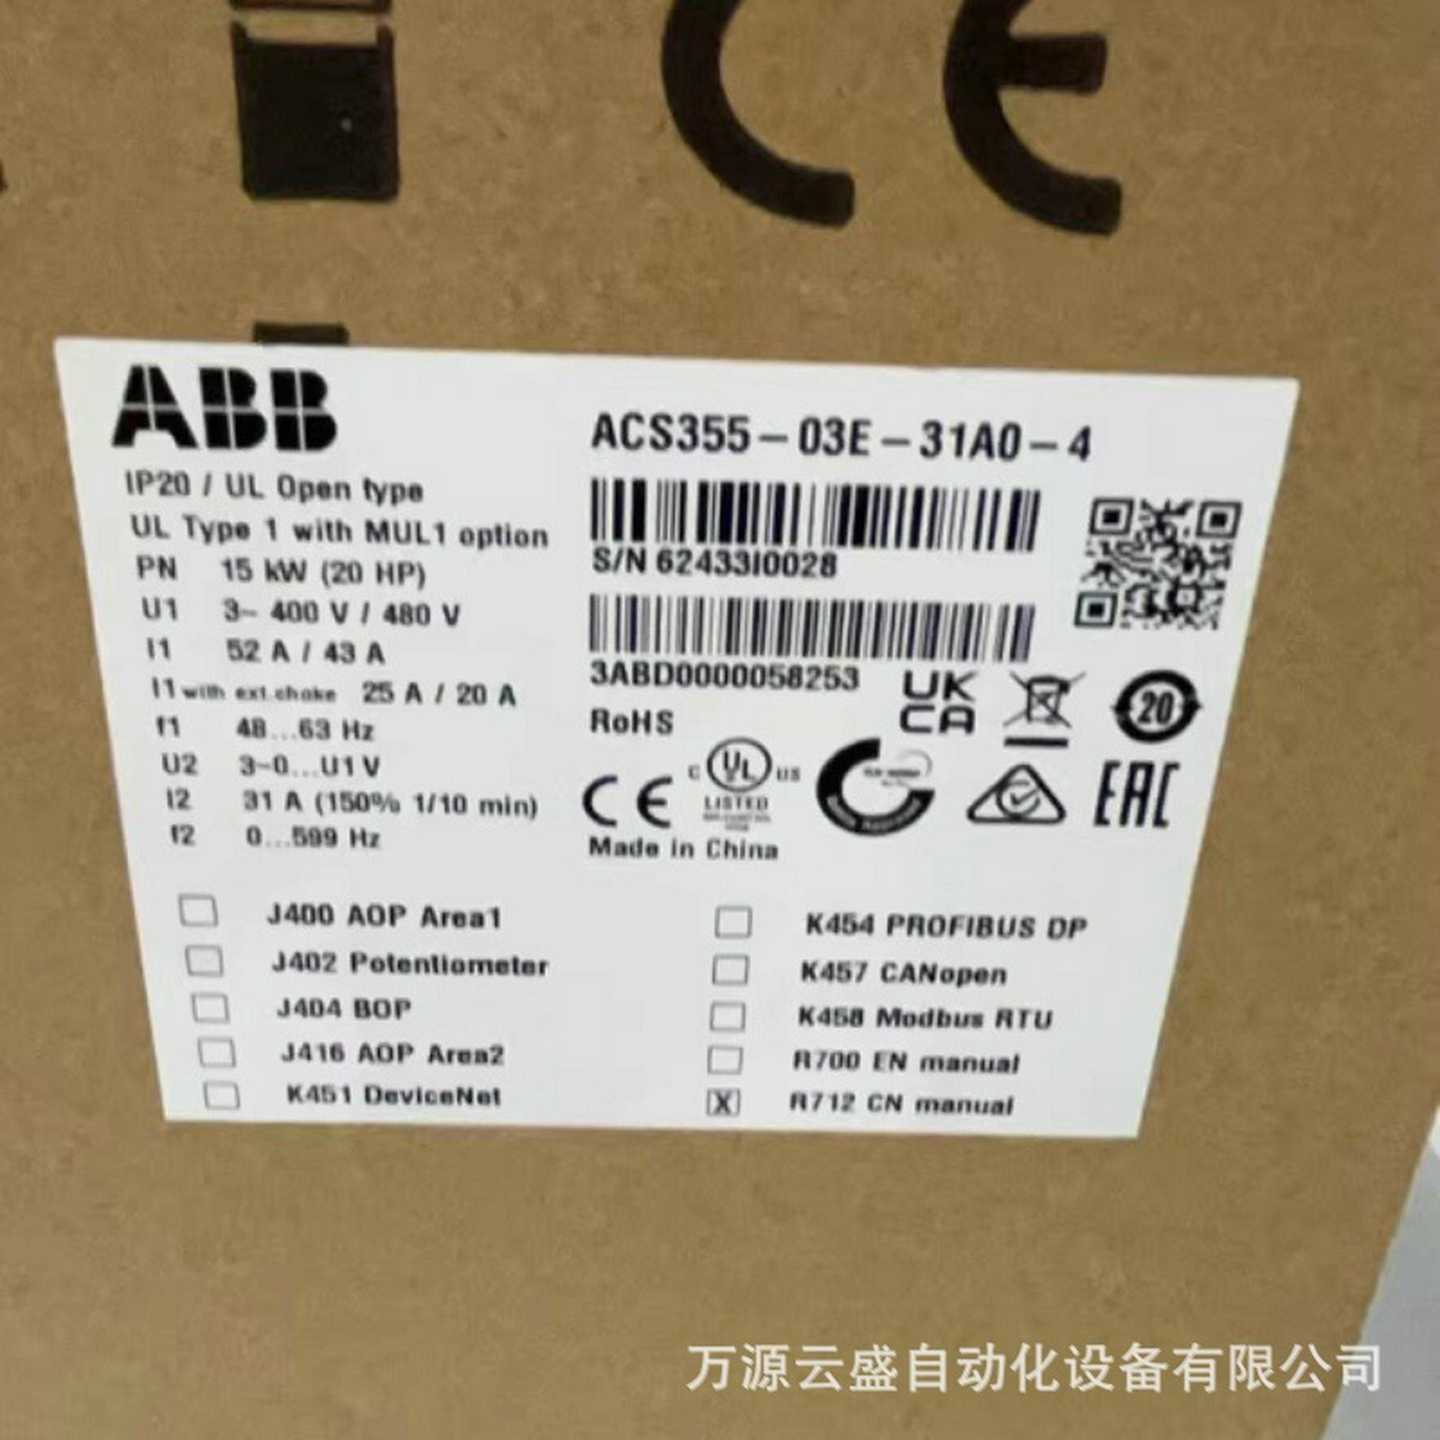 CE
ABB
ACS355-03E-31A0-4
IP20 / UL Open type
UL Type 1 with MUL1 option
PN 15 kW (20 HP)
U1 3~ 400 V / 480 V
I1 52 A / 43 A
I1 with ext.choke 25 A / 20 A
f1 48...63 Hz
U2 3~0...U1 V
I2 31 A (150% 1/10 min)
f2 0...599 Hz
S/N 62433I0028
3ABD0000058253
RoHS
UK
CA
20
CE
C UL US
LISTED
EAC
Made in China
J400 AOP Area1
J402 Potentiometer
J404 BOP
J416 AOP Area2
K451 DeviceNet
K454 PROFIBUS DP
K457 CANopen
K458 Modbus RTU
R700 EN manual
X R712 CN manual
万源云盛自动化设备有限公司